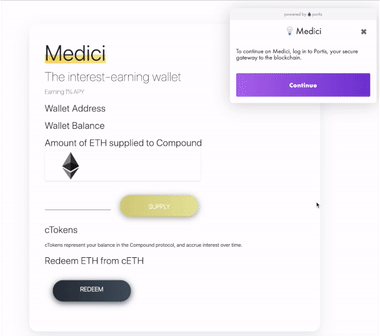 powered by portis
Medici
To continue on Medici, log in to Portis, your secure
gateway to the blockchain.
Continue
Medici
The interest-earning wallet
Earning 1% APY
Wallet Address
Wallet Balance
Amount of ETH supplied to Compound
SUPPLY
cTokens
cTokens represent your balance in the Compound protocol, and accrue interest over time.
Redeem ETH from cETH
REDEEM